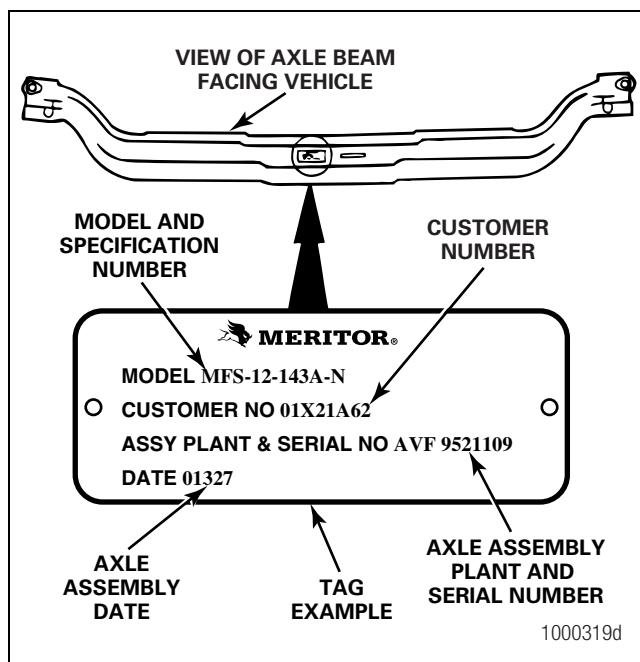 VIEW OF AXLE BEAM
FACING VEHICLE
MODEL AND
SPECIFICATION
NUMBER
CUSTOMER
NUMBER
MERITOR®
MODEL MFS-12-143A-N
CUSTOMER NO 01X21A62
ASSY PLANT & SERIAL NO AVF 9521109
DATE 01327
AXLE
ASSEMBLY
DATE
TAG
EXAMPLE
AXLE ASSEMBLY
PLANT AND
SERIAL NUMBER
1000319d